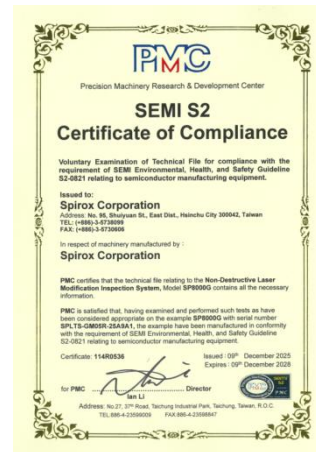 PMC
Precision Machinery Research & Development Center
SEMI S2
Certificate of Compliance
Voluntary Examination of Technical File for compliance with the
requirement of SEMI Environmental, Health, and Safety Guideline
S2-0821 relating to semiconductor manufacturing equipment.
Issued to:
Spirox Corporation
Address: No. 95, Shuiyuan St., East Dist., Hsinchu City 300042, Taiwan
TEL: (+886)-3-5738099
FAX: (+886)-3-5730606
In respect of machinery manufactured by :
Spirox Corporation
PMC certifies that the technical file relating to the Non-Destructive Laser
Modification Inspection System, Model SP8000G contains all the necessary
information.
PMC is satisfied that, having examined and performed such tests as have
been considered appropriate on the example SP8000G with serial number
SPLTS-GM05R-25A9A1, the example have been manufactured in conformity
with the requirement of SEMI Environmental, Health, and Safety Guideline
S2-0821 relating to semiconductor manufacturing equipment.
Certificate: 114R0536
Issued : 09th December 2025
Expires : 09th December 2028
for PMC
Director
Ian Li
Address: No.27, 37th Road, Taichung Industrial Park, Taichung, Taiwan, R.O.C.
TEL:886-4-23599009 FAX:886-4-23598847